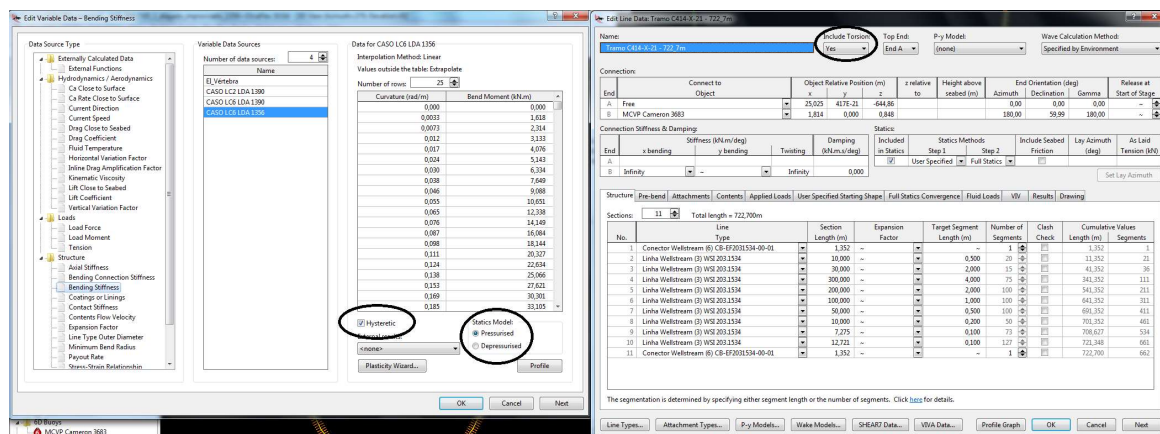 Edit Variable Data – Bending Stiffness
Data Source Type
Externally Calculated Data
External Functions
Hydrodynamics / Aerodynamics
Ca Close to Surface
Ca Rate Close to Surface
Current Direction
Current Speed
Drag Close to Seabed
Drag Coefficient
Fluid Temperature
Horizontal Variation Factor
Inline Drag Amplification Factor
Kinematic Viscosity
Lift Close to Seabed
Lift Coefficient
Vertical Variation Factor
Loads
Load Force
Load Moment
Tension
Structure
Axial Stiffness
Bending Connection Stiffness
Bending Stiffness
Coatings or Linings
Contact Stiffness
Contents Flow Velocity
Expansion Factor
Line Type Outer Diameter
Minimum Bend Radius
Payout Rate
Stress-Strain Relationship
Variable Data Sources
Number of data sources: 4
Name
EJ_Vértebra
CASO LC2 LDA 1390
CASO LC6 LDA 1390
CASO LC6 LDA 1356
Data for CASO LC6 LDA 1356
Interpolation Method: Linear
Values outside the table: Extrapolate
Number of rows: 25
Curvature (rad/m) Bend Moment (kN.m)
0,000 0,000
0,0033 1,618
0,0073 2,314
0,012 3,133
0,017 4,076
0,024 5,143
0,030 6,334
0,038 7,649
0,046 9,088
0,055 10,651
0,065 12,338
0,076 14,149
0,087 16,084
0,098 18,144
0,111 20,327
0,124 22,634
0,138 25,066
0,153 27,621
0,169 30,301
0,185 33,105
Hysteretic
External results:
<none>
Plasticity Wizard...
Statics Model:
Pressurised
Depressurised
Profile
OK Cancel Next
6D Buoys
MCVP Cameron 3683
Edit Line Data: Tramo C414-X-21 - 722_7m
Name: Include Torsion: Top End: P-y Model: Wave Calculation Method:
Tramo C414-X-21 - 722_7m Yes End A (none) Specified by Environment
Connection:
Connect to Object Relative Position (m) z relative Height above End Orientation (deg) Release at
End Object x y z to seabed (m) Azimuth Declination Gamma Start of Stage
A Free 25,025 417E-21 -644,86 0,00 0,00 0,00 ~
B MCVP Cameron 3683 1,814 0,000 0,848 180,00 59,99 180,00 ~
Connection Stiffness & Damping: Statics:
Stiffness (kN.m/deg) Damping Included Statics Methods Include Seabed Lay Azimuth As Laid
End x bending y bending Twisting (kN.m.s/deg) in Statics Step 1 Step 2 Friction (deg) Tension (kN)
A User Specified Full Statics
B Infinity ~ Infinity 0,000
Set Lay Azimuth
Structure Pre-bend Attachments Contents Applied Loads User Specified Starting Shape Full Statics Convergence Fluid Loads VIV Results Drawing
Sections: 11 Total length = 722,700m
Line Section Expansion Target Segment Number of Clash Cumulative Values
No. Type Length (m) Factor Length (m) Segments Check Length (m) Segments
1 Conector Wellstream (6) CB-EF2031534-00-01 1,352 ~ ~ 1 1,352 1
2 Linha Wellstream (3) WSI 203.1534 10,000 ~ 0,500 20 11,352 21
3 Linha Wellstream (3) WSI 203.1534 30,000 ~ 2,000 15 41,352 36
4 Linha Wellstream (3) WSI 203.1534 300,000 ~ 4,000 75 341,352 111
5 Linha Wellstream (3) WSI 203.1534 200,000 ~ 2,000 100 541,352 211
6 Linha Wellstream (3) WSI 203.1534 100,000 ~ 1,000 100 641,352 311
7 Linha Wellstream (3) WSI 203.1534 50,000 ~ 0,500 100 691,352 411
8 Linha Wellstream (3) WSI 203.1534 10,000 ~ 0,200 50 701,352 461
9 Linha Wellstream (3) WSI 203.1534 7,275 ~ 0,100 73 708,627 534
10 Linha Wellstream (3) WSI 203.1534 12,721 ~ 0,100 127 721,348 661
11 Conector Wellstream (6) CB-EF2031534-00-01 1,352 ~ ~ 1 722,700 662
The segmentation is determined by specifying either segment length or the number of segments. Click here for details.
Line Types... Attachment Types... P-y Models... Wake Models... SHEAR7 Data... VIVA Data... Profile Graph OK Cancel Next